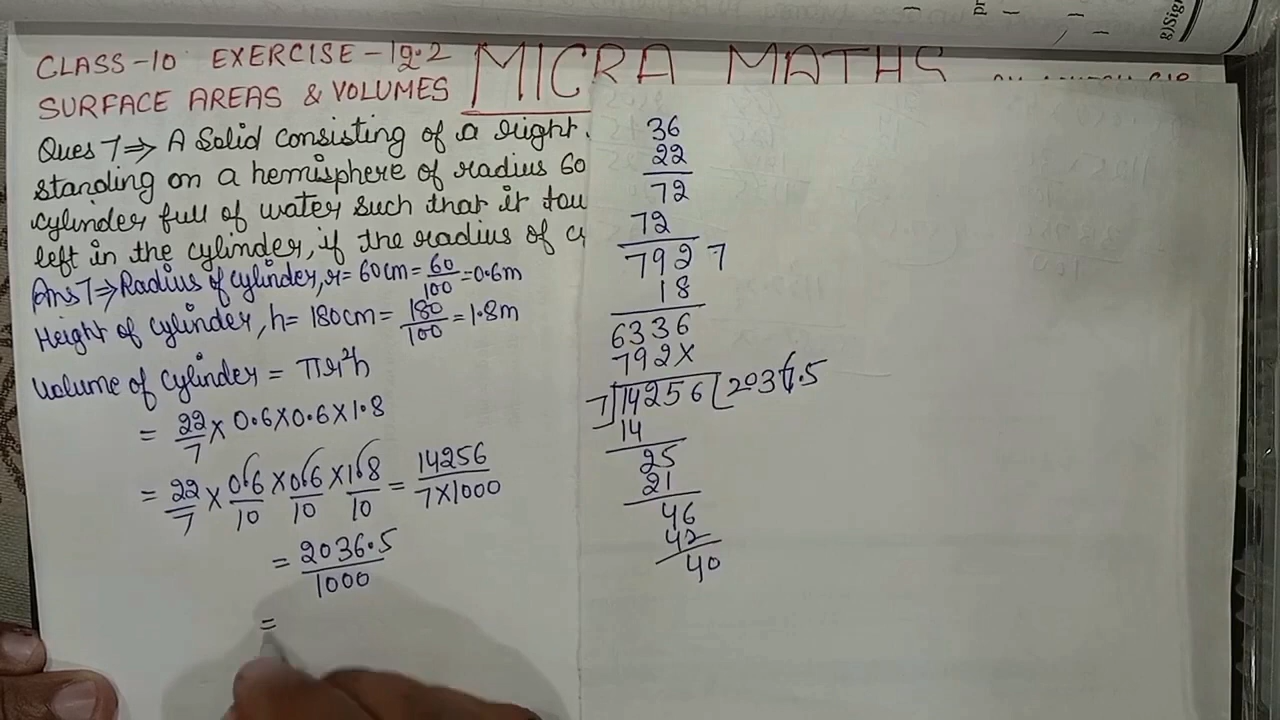 CLASS-10 EXERCISE-12.2 MICRA MATHS
SURFACE AREAS & VOLUMES
Ques 7⇒ A Solid consisting of a right
standing on a hemisphere of radius 60
cylinder full of water such that it tou
left in the cylinder, if the radius of
Ans 7⇒ Radius of cylinder, r = 60cm = 60/100 = 0.6m
Height of cylinder, h = 180cm = 180/100 = 1.8m
Volume of cylinder = πr²h
= 22/7 × 0.6×0.6×1.8
= 22/7 × 06/10 × 06/10 × 18/10 = 14256/7×1000
= 2036.5/1000
=
36
22
72
72
792 7
18
6336
792×
7 14256 2036.5
14
25
21
46
42
40
8) Sig